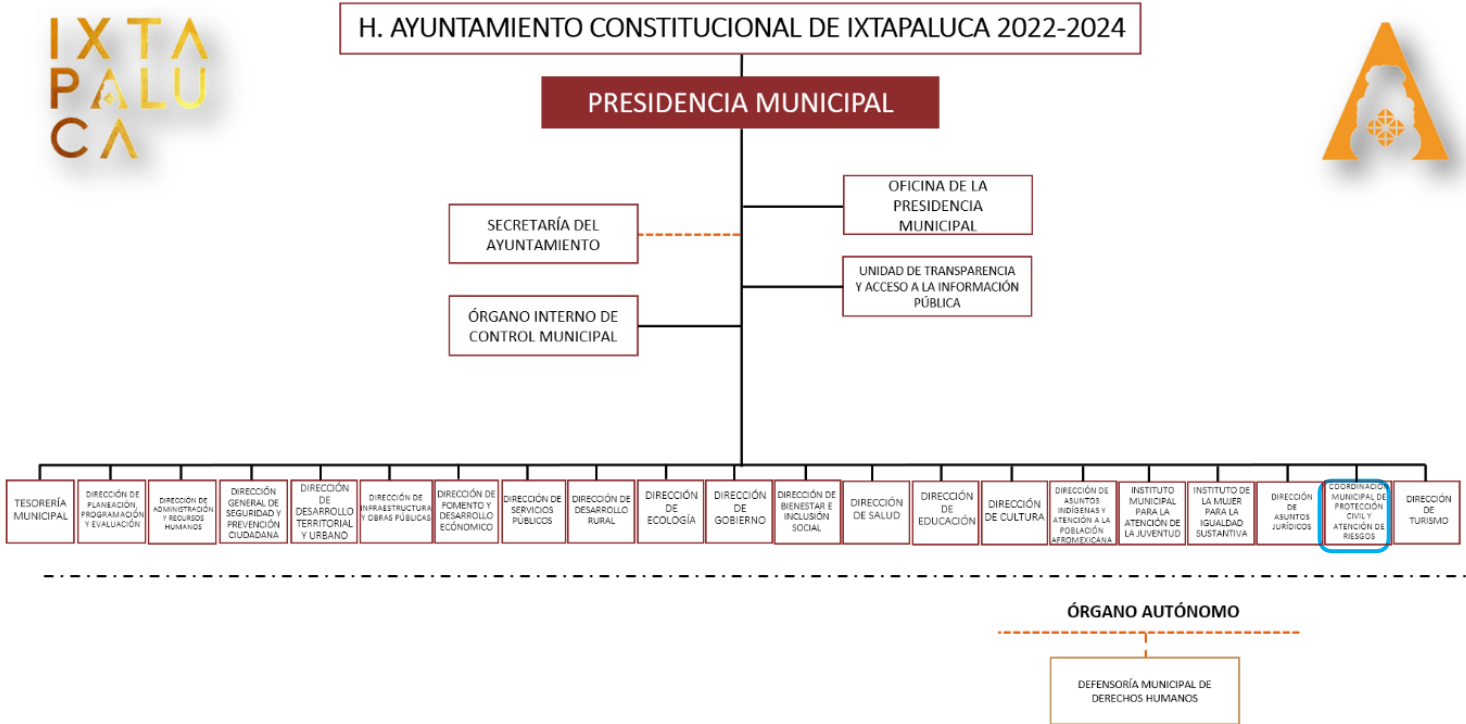 IXTA
PALU
CA
H. AYUNTAMIENTO CONSTITUCIONAL DE IXTAPALUCA 2022-2024
PRESIDENCIA MUNICIPAL
OFICINA DE LA
PRESIDENCIA
MUNICIPAL
SECRETARÍA DEL
AYUNTAMIENTO
UNIDAD DE TRANSPARENCIA
Y ACCESO A LA INFORMACIÓN
PÚBLICA
ÓRGANO INTERNO DE
CONTROL MUNICIPAL
TESORERÍA
MUNICIPAL
DIRECCIÓN DE
PLANEACIÓN,
PROGRAMACIÓN
Y EVALUACIÓN
DIRECCIÓN DE
ADMINISTRACIÓN
Y RECURSOS
HUMANOS
DIRECCIÓN
GENERAL DE
SEGURIDAD Y
PREVENCIÓN
CIUDADANA
DIRECCIÓN
DE
DESARROLLO
TERRITORIAL
Y URBANO
DIRECCIÓN DE
INFRAESTRUCTURA
Y OBRAS PÚBLICAS
DIRECCIÓN DE
FOMENTO Y
DESARROLLO
ECÓNOMICO
DIRECCIÓN DE
SERVICIOS
PÚBLICOS
DIRECCIÓN DE
DESARROLLO
RURAL
DIRECCIÓN
DE
ECOLOGÍA
DIRECCIÓN
DE
GOBIERNO
DIRECCIÓN DE
BIENESTAR E
INCLUSIÓN
SOCIAL
DIRECCIÓN
DE SALUD
DIRECCIÓN
DE
EDUCACIÓN
DIRECCIÓN
DE CULTURA
DIRECCIÓN DE
ASUNTOS
INDÍGENAS Y
ATENCIÓN A LA
POBLACIÓN
AFROMEXICANA
INSTITUTO
MUNICIPAL
PARA LA
ATENCIÓN DE
LA JUVENTUD
INSTITUTO DE
LA MUJER
PARA LA
IGUALDAD
SUSTANTIVA
DIRECCIÓN
DE
ASUNTOS
JURÍDICOS
COORDINACIÓN
MUNICIPAL DE
PROTECCIÓN
CIVIL Y
ATENCIÓN DE
RIESGOS
DIRECCIÓN
DE
TURISMO
ÓRGANO AUTÓNOMO
DEFENSORÍA MUNICIPAL DE
DERECHOS HUMANOS